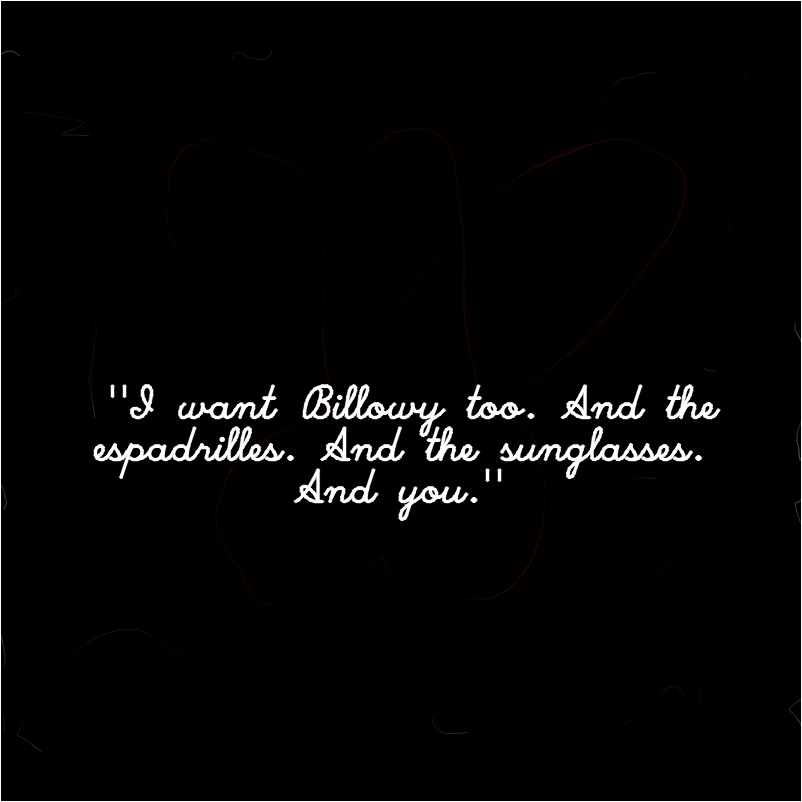 "I want Billowy too. And the
espadrilles. And the sunglasses.
And you."